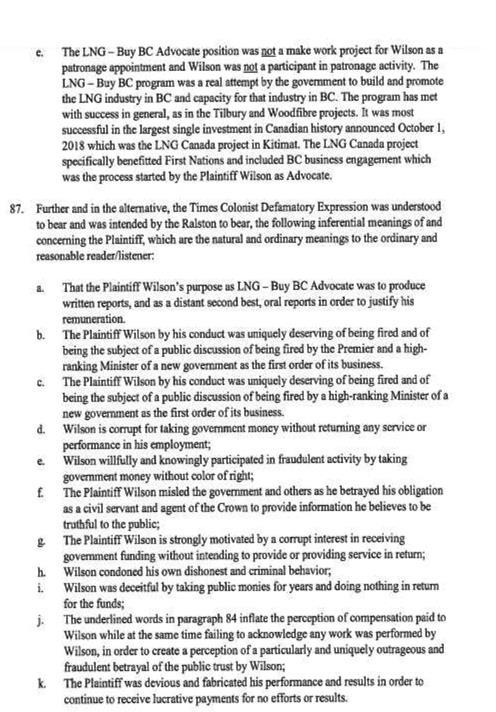 e. The LNG – Buy BC Advocate position was not a make work project for Wilson as a
patronage appointment and Wilson was not a participant in patronage activity. The
LNG – Buy BC program was a real attempt by the government to build and promote
the LNG industry in BC and capacity for that industry in BC. The program has met
with success in general, as in the Tilbury and Woodfibre projects. It was most
successful in the largest single investment in Canadian history announced October 1,
2018 which was the LNG Canada project in Kitimat. The LNG Canada project
specifically benefitted First Nations and included BC business engagement which
was the process started by the Plaintiff Wilson as Advocate.
87. Further and in the alternative, the Times Colonist Defamatory Expression was understood
to bear and was intended by the Ralston to bear, the following inferential meanings of and
concerning the Plaintiff, which are the natural and ordinary meanings to the ordinary and
reasonable reader/listener:
a. That the Plaintiff Wilson's purpose as LNG – Buy BC Advocate was to produce
written reports, and as a distant second best, oral reports in order to justify his
remuneration.
b. The Plaintiff Wilson by his conduct was uniquely deserving of being fired and of
being the subject of a public discussion of being fired by the Premier and a high-
ranking Minister of a new government as the first order of its business.
c. The Plaintiff Wilson by his conduct was uniquely deserving of being fired and of
being the subject of a public discussion of being fired by a high-ranking Minister of a
new government as the first order of its business.
d. Wilson is corrupt for taking government money without returning any service or
performance in his employment;
e. Wilson willfully and knowingly participated in fraudulent activity by taking
government money without color of right;
f. The Plaintiff Wilson misled the government and others as he betrayed his obligation
as a civil servant and agent of the Crown to provide information he believes to be
truthful to the public;
g. The Plaintiff Wilson is strongly motivated by a corrupt interest in receiving
government funding without intending to provide or providing service in return;
h. Wilson condoned his own dishonest and criminal behavior;
i. Wilson was deceitful by taking public monies for years and doing nothing in return
for the funds;
j. The underlined words in paragraph 84 inflate the perception of compensation paid to
Wilson while at the same time failing to acknowledge any work was performed by
Wilson, in order to create a perception of a particularly and uniquely outrageous and
fraudulent betrayal of the public trust by Wilson;
k. The Plaintiff was devious and fabricated his performance and results in order to
continue to receive lucrative payments for no efforts or results.